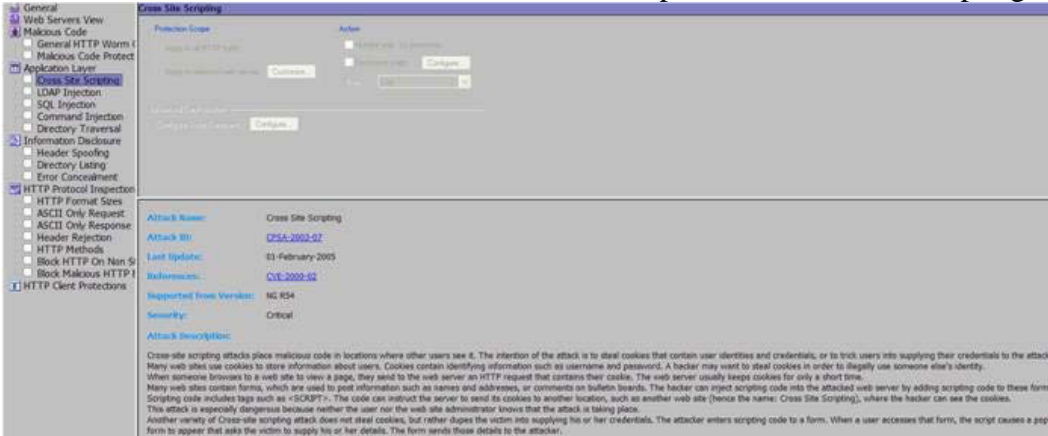 General
Web Servers View
Malicious Code
General HTTP Worm C
Malicious Code Protect
Application Layer
Cross Site Scripting
LDAP Injection
SQL Injection
Command Injection
Directory Traversal
Information Disclosure
Header Spoofing
Directory Listing
Error Concealment
HTTP Protocol Inspection
HTTP Format Sizes
ASCII Only Request
ASCII Only Response
Header Rejection
HTTP Methods
Block HTTP On Non S
Block Malicious HTTP E
HTTP Client Protections
Cross Site Scripting
Protection Scope
Action
Customize...
Configure...
Configure...
Attack Name: Cross Site Scripting
Attack ID: CPSA-2003-07
Last Update: 01-February-2005
References: CVE-2000-02
Supported from Version: NG R54
Severity: Critical
Attack Description:
Cross-site scripting attacks place malicious code in locations where other users see it. The intention of the attack is to steal cookies that contain user identities and credentials, or to trick users into supplying their credentials to the attack
Many web sites use cookies to store information about users. Cookies contain identifying information such as username and password. A hacker may want to steal cookies in order to illegally use someone else's identity.
When someone browses to a web site to view a page, they send to the web server an HTTP request that contains their cookie. The web server usually keeps cookies for only a short time.
Many web sites contain forms, which are used to post information such as names and addresses, or comments on bulletin boards. The hacker can inject scripting code into the attacked web server by adding scripting code to these form
Scripting code includes tags such as <SCRIPT>. The code can instruct the server to send its cookies to another location, such as another web site (hence the name: Cross Site Scripting), where the hacker can see the cookies.
This attack is especially dangerous because neither the user nor the web site administrator knows that the attack is taking place.
Another variety of Cross-site scripting attack does not steal cookies, but rather dupes the victim into supplying his or her credentials. The attacker enters scripting code to a form. When a user accesses that form, the script causes a pop
form to appear that asks the victim to supply his or her details. The form sends those details to the attacker.